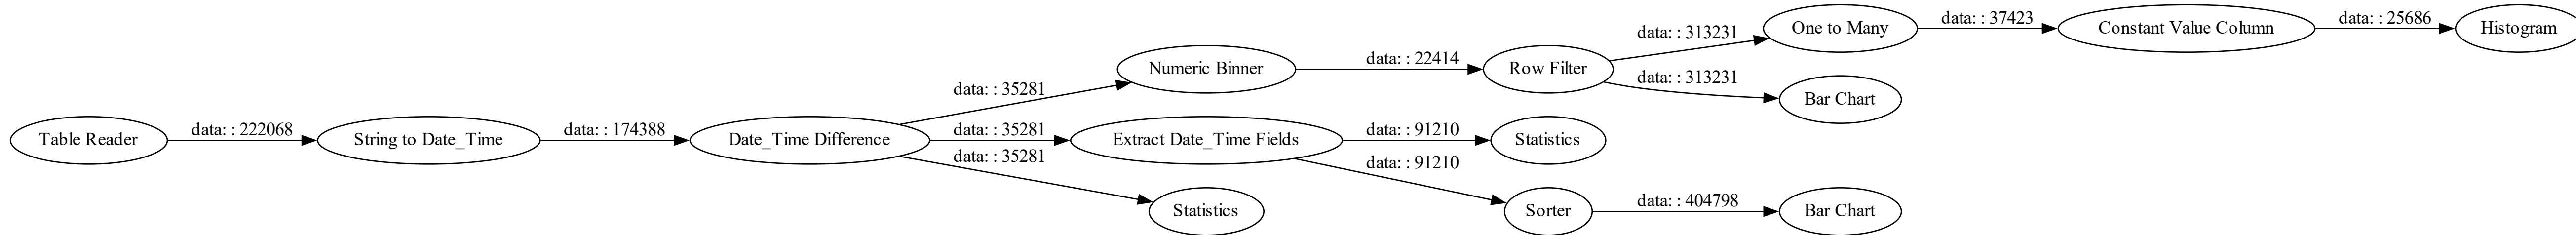 Table Reader
data: : 222068
String to Date_Time
data: : 174388
Date_Time Difference
data: : 35281
Numeric Binner
data: : 22414
Row Filter
data: : 313231
One to Many
data: : 37423
Constant Value Column
data: : 25686
Histogram
data: : 313231
Bar Chart
data: : 35281
Extract Date_Time Fields
data: : 91210
Statistics
data: : 91210
Sorter
data: : 404798
Bar Chart
data: : 35281
Statistics